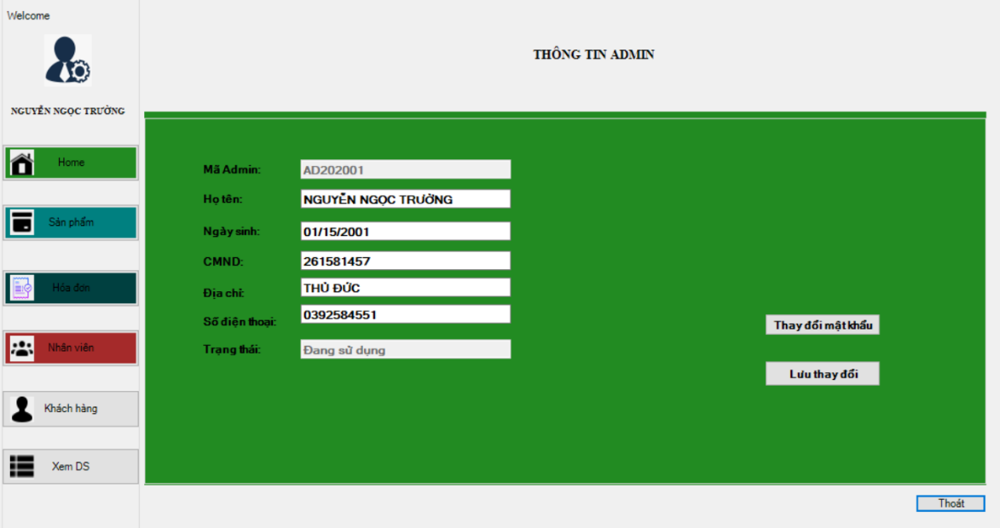 Welcome
NGUYỄN NGỌC TRƯỜNG
Home
Sản phẩm
Hóa đơn
Nhân viên
Khách hàng
Xem DS
THÔNG TIN ADMIN
Mã Admin: AD202001
Họ tên: NGUYỄN NGỌC TRƯỜNG
Ngày sinh: 01/15/2001
CMND: 261581457
Địa chỉ: THỦ ĐỨC
Số điện thoại: 0392584551
Trạng thái: Đang sử dụng
Thay đổi mật khẩu
Lưu thay đổi
Thoát